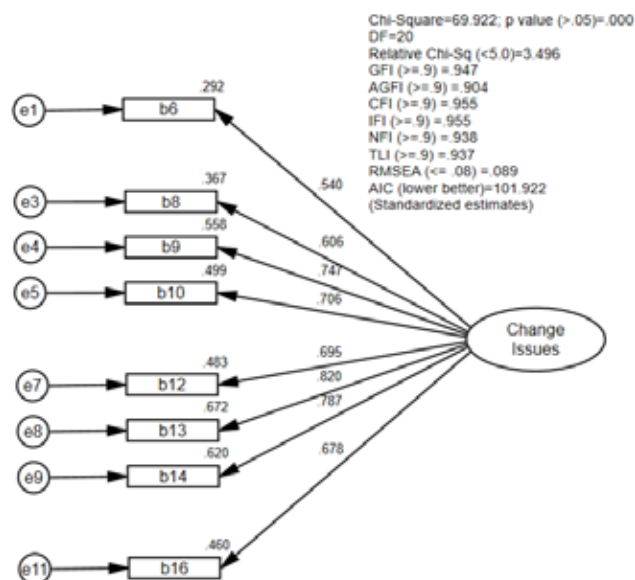 Chi-Square=69.922; p value (>.05)=.000
DF=20
Relative Chi-Sq (<5.0)=3.496
GFI (>=.9) =.947
AGFI (>=.9) =.904
CFI (>=.9) =.955
IFI (>=.9) =.955
NFI (>=.9) =.938
TLI (>=.9) =.937
RMSEA (<= .08) =.089
AIC (lower better)=101.922
(Standardized estimates)
.292
e1 b6
.540
.367
e3 b8
.606
.558
e4 b9
.747
.499
e5 b10
.706
Change
Issues
.695
.483
e7 b12
.820
.672
e8 b13
.787
.620
e9 b14
.678
.460
e11 b16